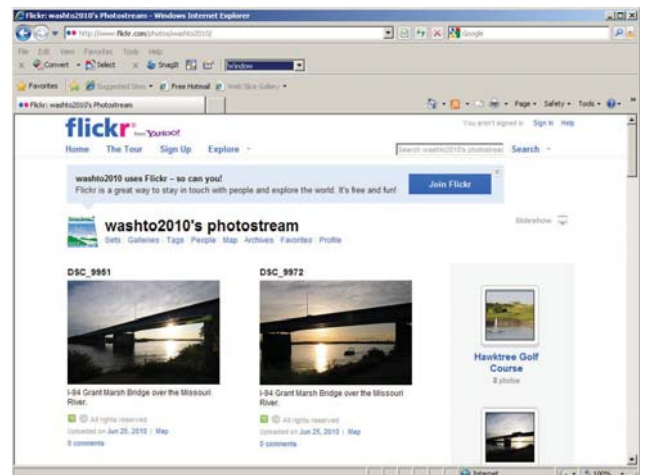 Flickr: washto2010's Photostream - Windows Internet Explorer
http://www.flickr.com/photos/washto2010/
Google
File Edit View Favorites Tools Help
x Convert Select x SnagIt Window
Favorites Suggested Sites Free Hotmail Web Slice Gallery
Flickr: washto2010's Photostream
Page Safety Tools
flickr from YAHOO!
You aren't signed in Sign In Help
Home The Tour Sign Up Explore
Search washto2010's photostream Search
washto2010 uses Flickr – so can you!
Flickr is a great way to stay in touch with people and explore the world. It's free and fun!
Join Flickr
washto2010's photostream
Slideshow
Sets Galleries Tags People Map Archives Favorites Profile
DSC_9951 DSC_9972
I-94 Grant Marsh Bridge over the Missouri River.
© All rights reserved
Uploaded on Jun 25, 2010 | Map
0 comments
I-94 Grant Marsh Bridge over the Missouri River.
© All rights reserved
Uploaded on Jun 25, 2010 | Map
0 comments
Hawktree Golf
Course
8 photos
Internet 100%